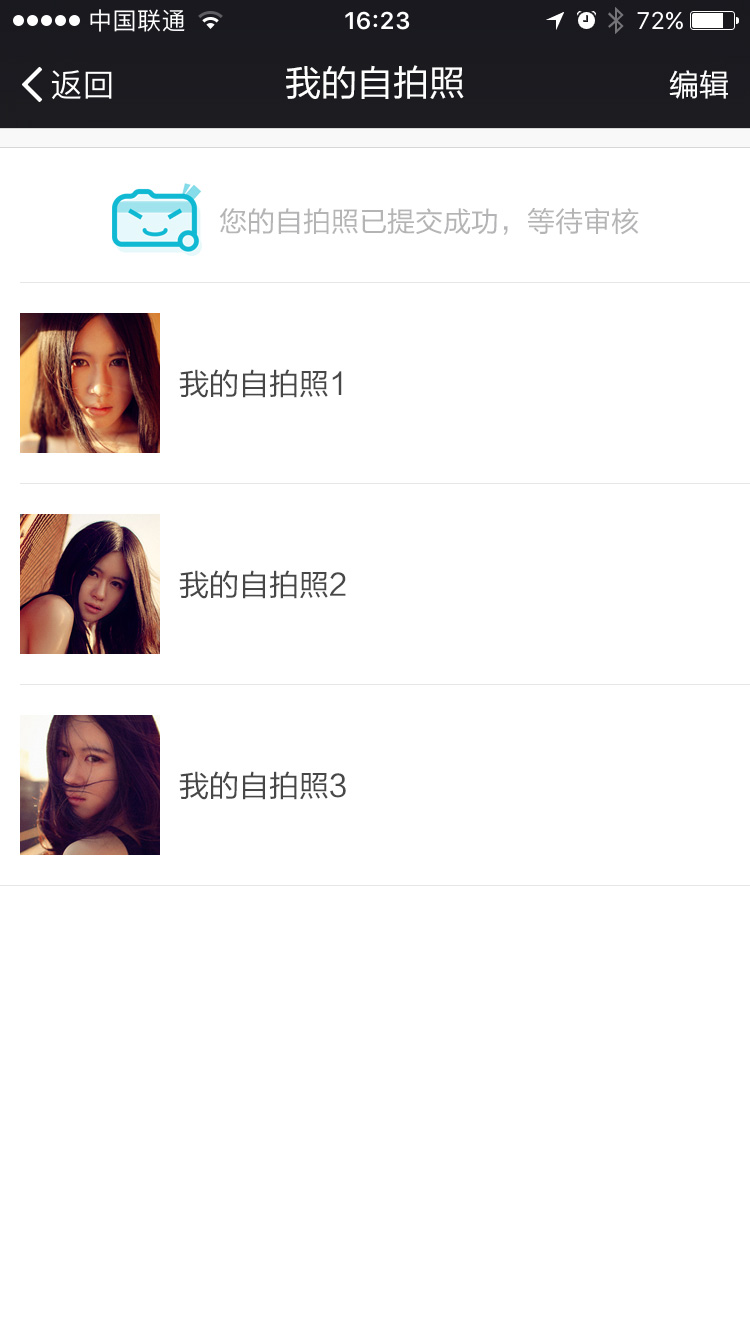 中国联通 16:23 72%
返回 我的自拍照 编辑
您的自拍照已提交成功，等待审核
我的自拍照1
我的自拍照2
我的自拍照3